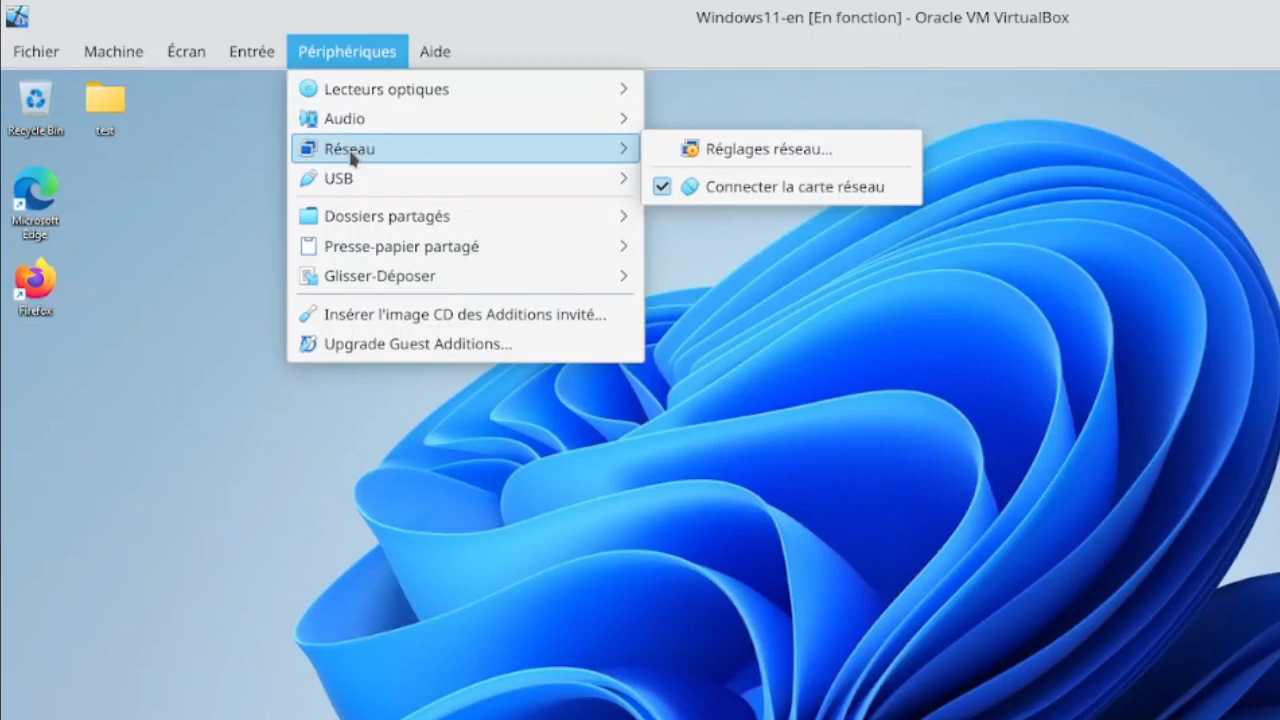 Windows11-en [En fonction] - Oracle VM VirtualBox
Fichier Machine Écran Entrée Périphériques Aide
Lecteurs optiques
Audio
Réseau
USB
Dossiers partagés
Presse-papier partagé
Glisser-Déposer
Insérer l'image CD des Additions invité...
Upgrade Guest Additions...
Réglages réseau...
Connecter la carte réseau
Recycle Bin
test
Microsoft
Edge
Firefox